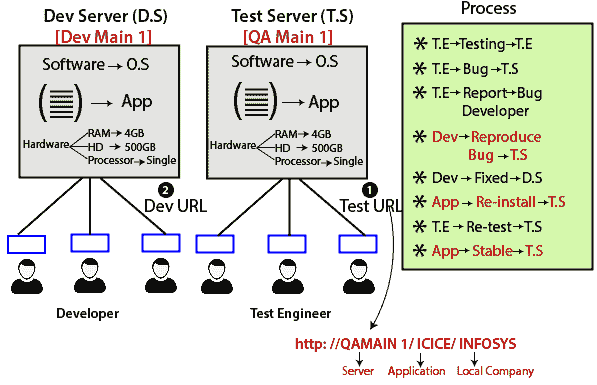 Dev Server (D.S)
[Dev Main 1]
Software → O.S
App
Hardware
RAM → 4GB
HD → 500GB
Processor → Single
2
Dev URL
Developer
Test Server (T.S)
[QA Main 1]
Software → O.S
App
Hardware
RAM → 4GB
HD → 500GB
Processor → Single
1
Test URL
Test Engineer
Process
* T.E→Testing→T.E
* T.E→Bug→T.S
* T.E→Report→Bug
Developer
* Dev→Reproduce
Bug →T.S
* Dev→Fixed→D.S
* App→ Re-install→T.S
* T.E→Re-test→T.S
* App→Stable→T.S
http: //QAMAIN 1/ ICICE/ INFOSYS
Server Application Local Company